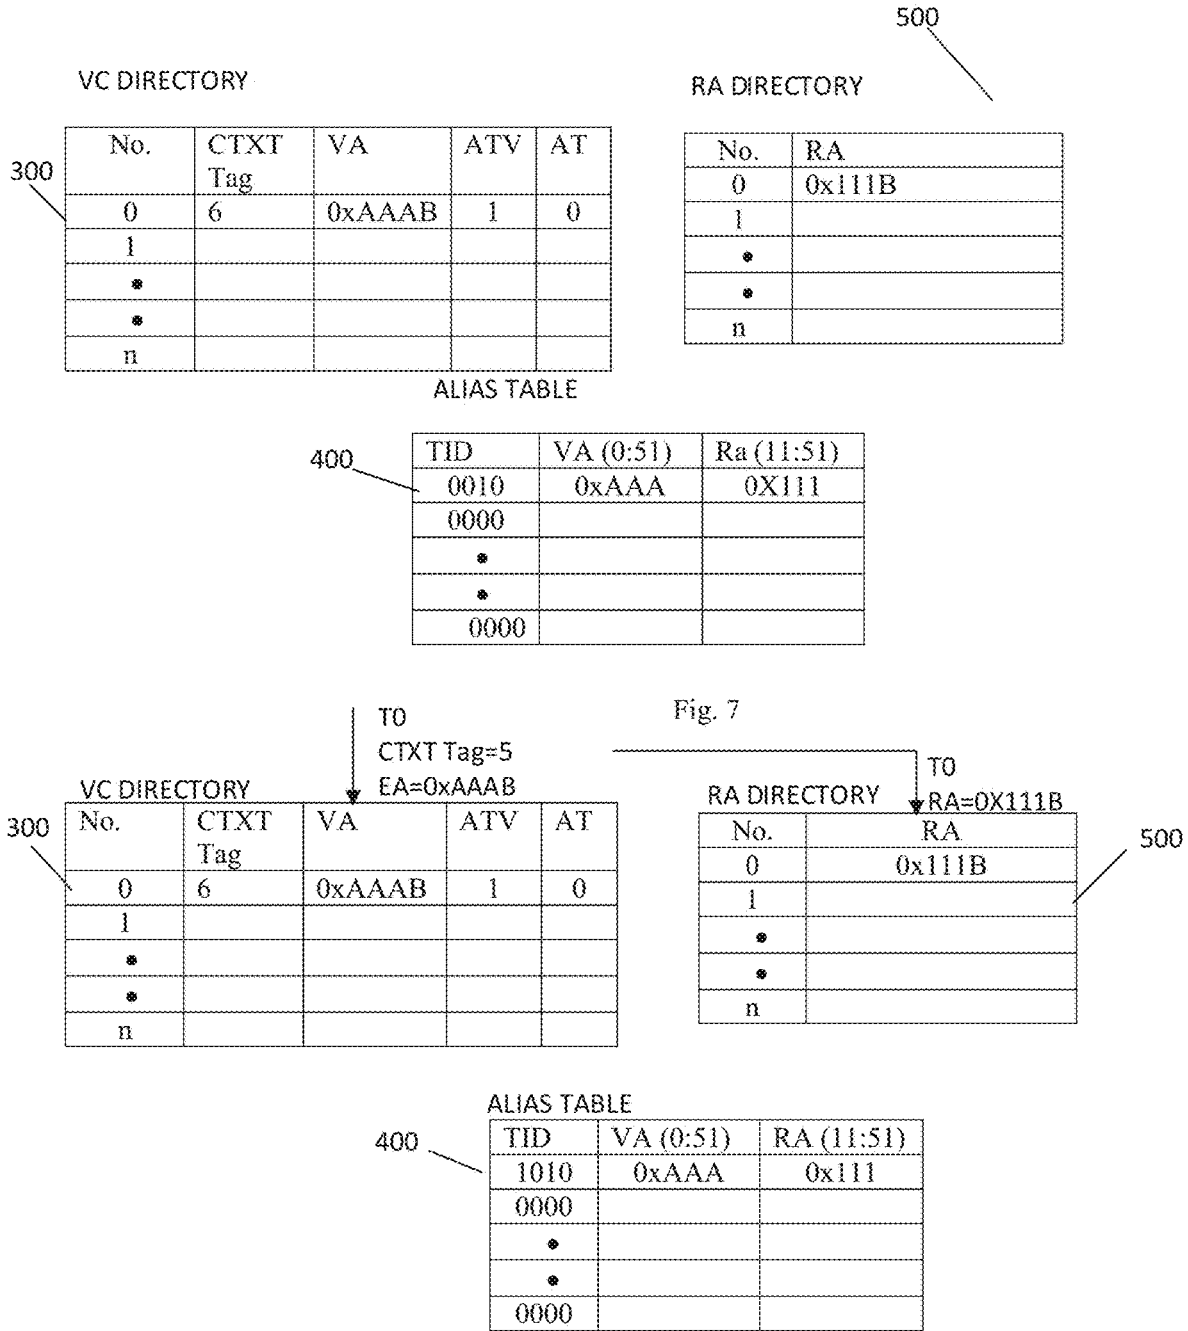 500
VC DIRECTORY
RA DIRECTORY
300
No. CTXT Tag VA ATV AT
0 6 0xAAAB 1 0
1
•
•
n
No. RA
0 0x111B
1
•
•
n
ALIAS TABLE
400
TID VA (0:51) Ra (11:51)
0010 0xAAA 0X111
0000
•
•
0000
Fig. 7
T0
CTXT Tag=5
EA=0xAAAB
T0
RA=0X111B
VC DIRECTORY
RA DIRECTORY
300
No. CTXT Tag VA ATV AT
0 6 0xAAAB 1 0
1
•
•
n
500
No. RA
0 0x111B
1
•
•
n
ALIAS TABLE
400
TID VA (0:51) RA (11:51)
1010 0xAAA 0x111
0000
•
•
0000